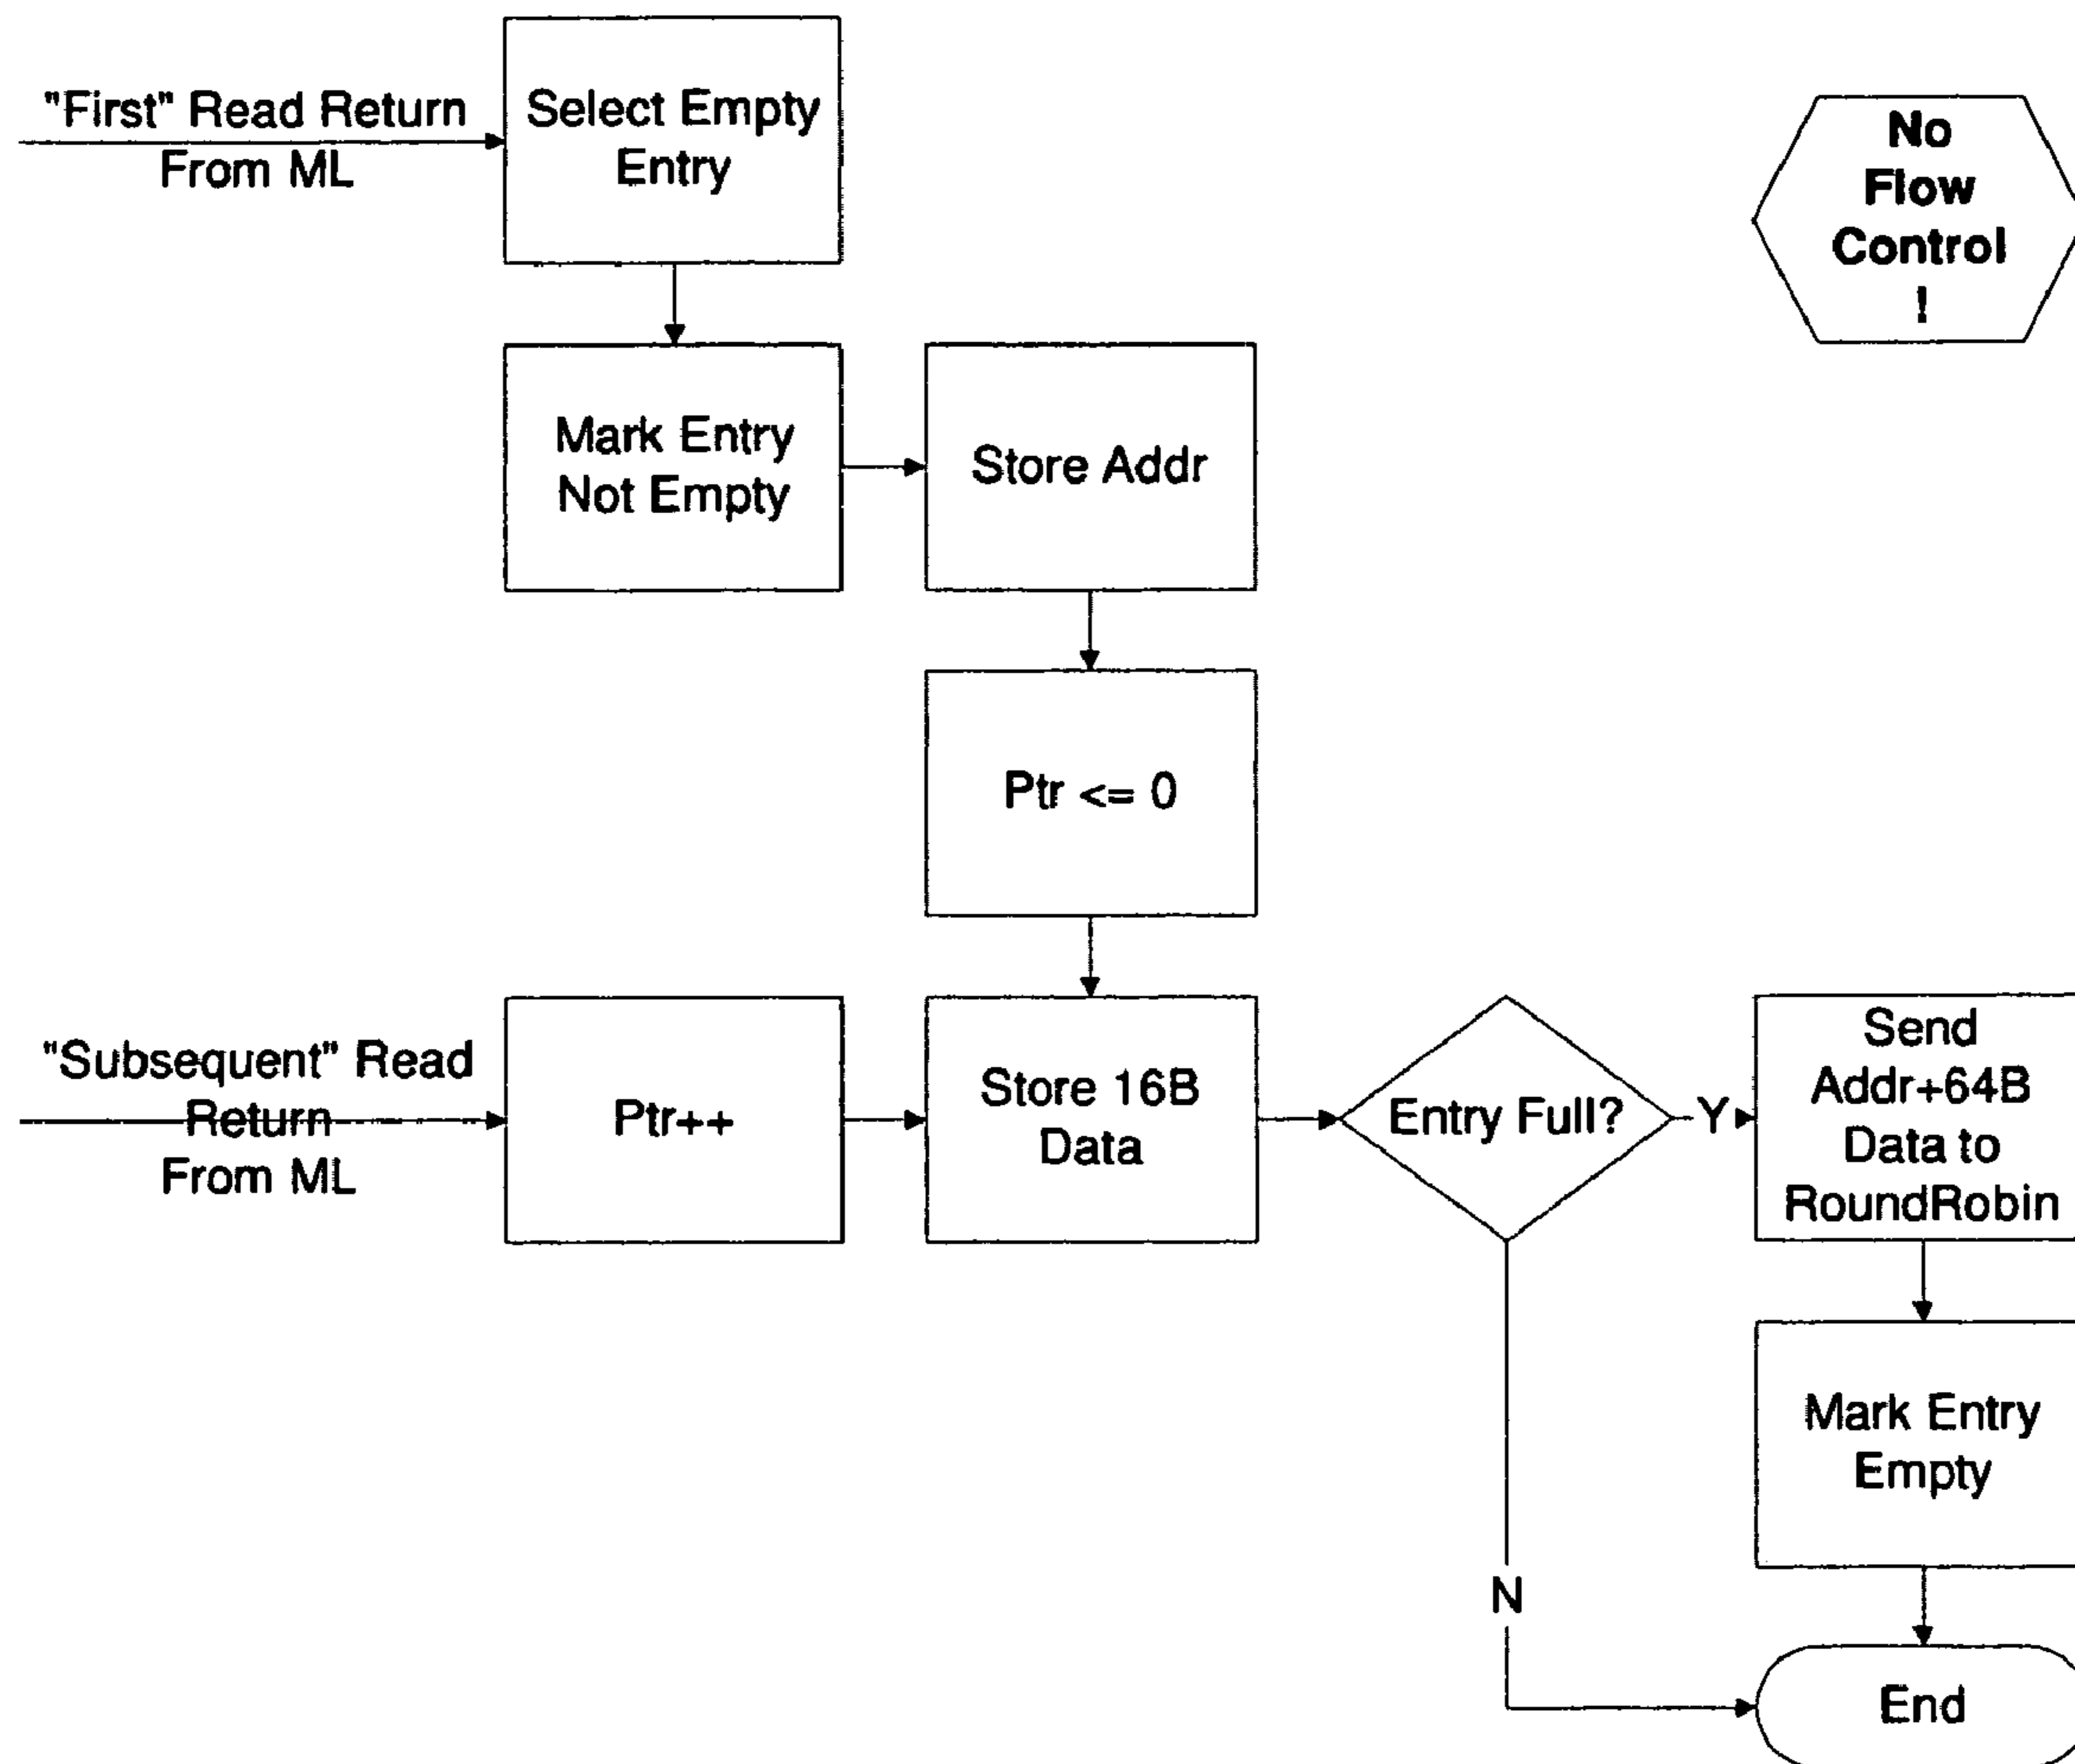 "First" Read Return
From ML
Select Empty
Entry
No
Flow
Control
!
Mark Entry
Not Empty
Store Addr
Ptr <= 0
"Subsequent" Read
Return
From ML
Ptr++
Store 16B
Data
Entry Full?
Y
Send
Addr+64B
Data to
RoundRobin
Mark Entry
Empty
N
End